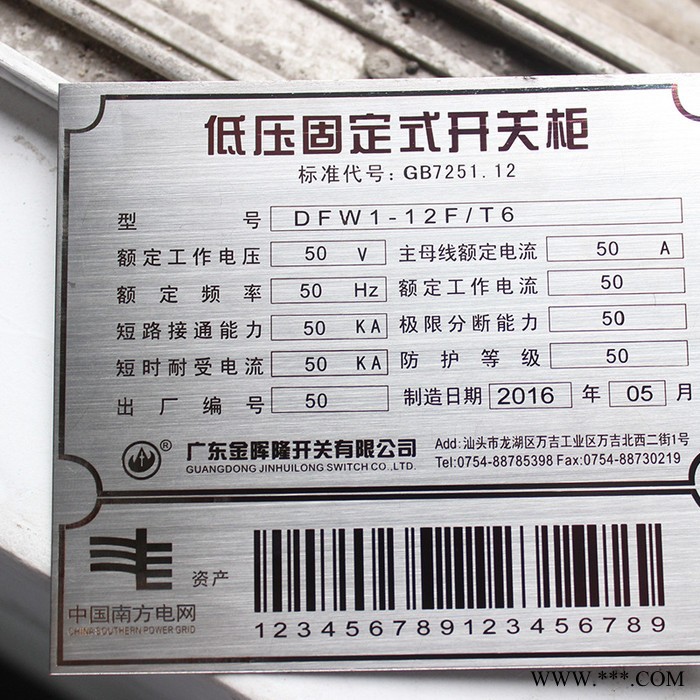 低压固定式开关柜
标准代号: GB7251.12
型 号 DFW1-12F/T6
额定工作电压 50 V 主母线额定电流 50 A
额定频率 50 Hz 额定工作电流 50
短路接通能力 50 KA 极限分断能力 50
短时耐受电流 50 KA 防护等级 50
出厂编号 50 制造日期 2016 年 05 月
® 广东金晖隆开关有限公司 Add:汕头市龙湖区万吉工业区万吉北西二街1号
GUANGDONG JINHUILONG SWITCH CO.,LTD. Tel:0754-88785398 Fax:0754-88730219
资产
中国南方电网
CHINA SOUTHERN POWER GRID
123456789123456789
WWW.***.COM